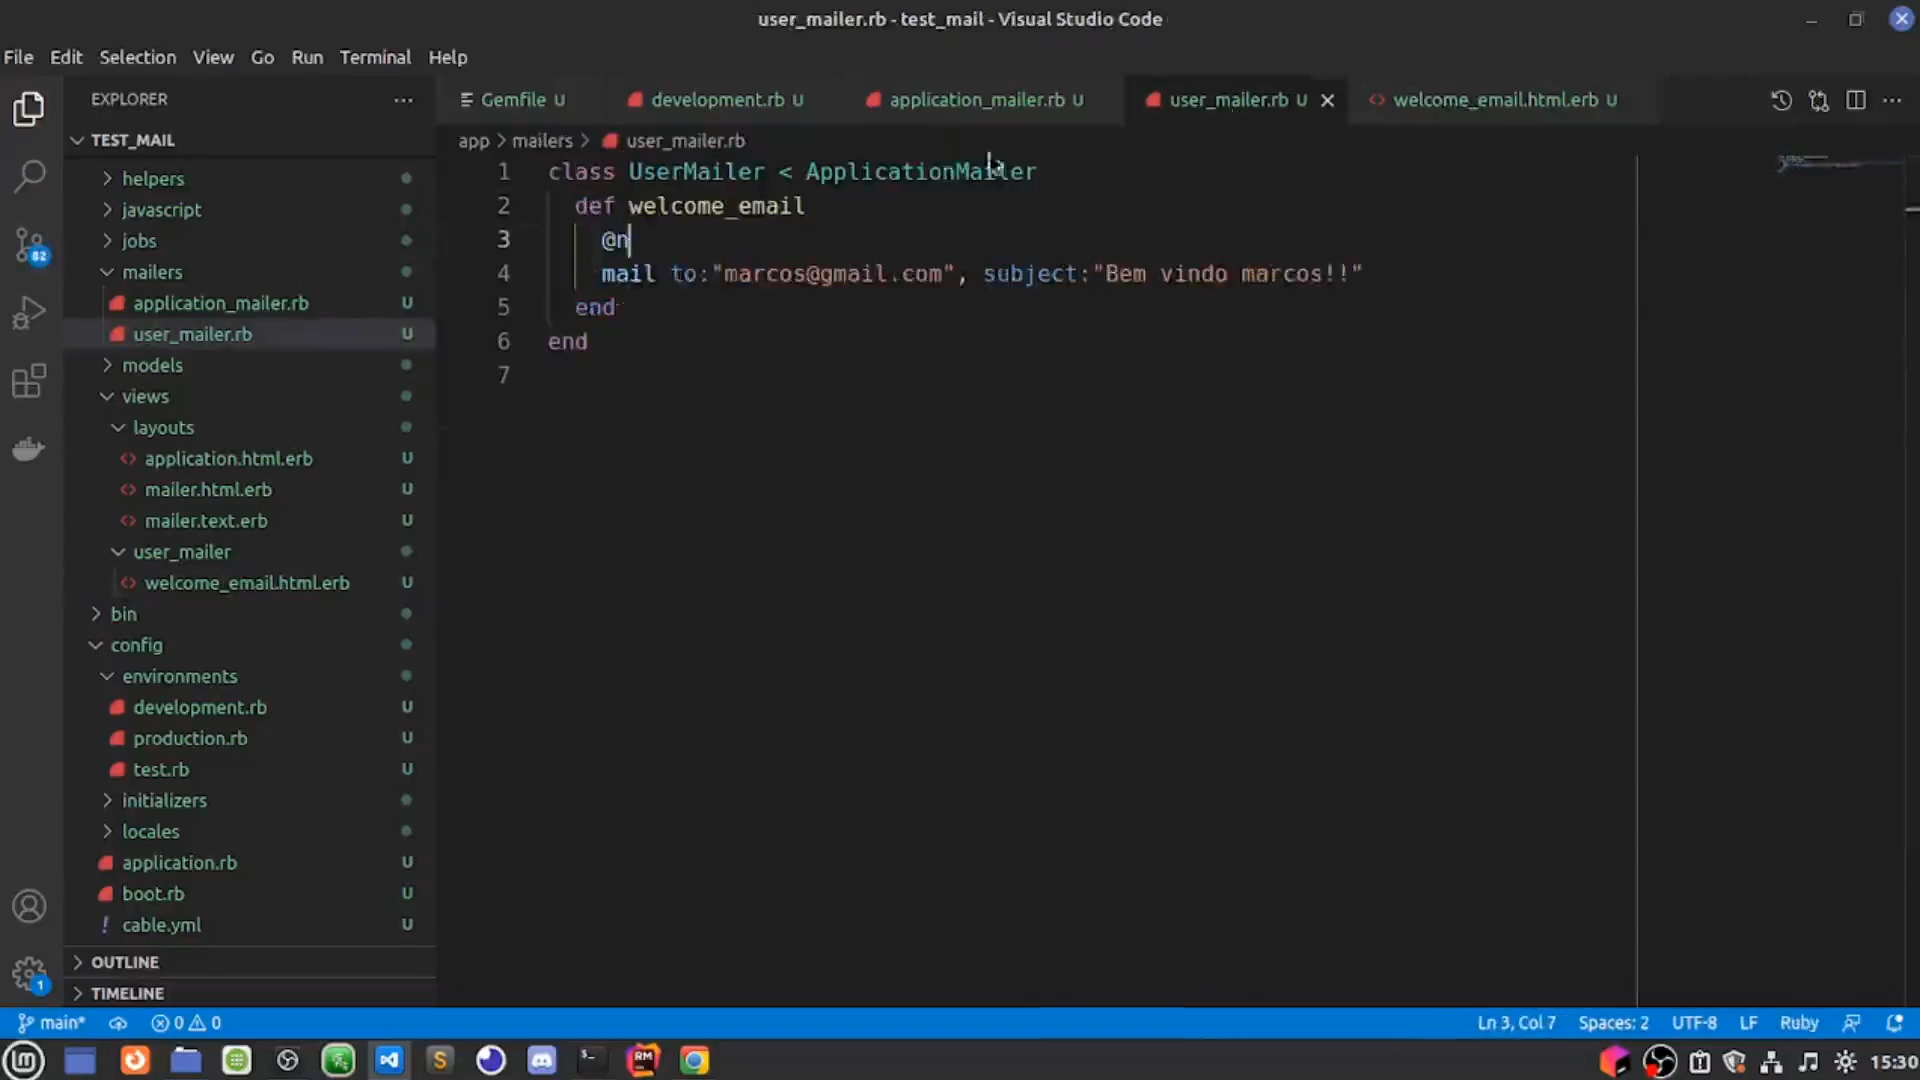 user_mailer.rb - test_mail - Visual Studio Code
File Edit Selection View Go Run Terminal Help
EXPLORER
TEST_MAIL
helpers
javascript
jobs
mailers
application_mailer.rb U
user_mailer.rb U
models
views
layouts
application.html.erb U
mailer.html.erb U
mailer.text.erb U
user_mailer
welcome_email.html.erb U
bin
config
environments
development.rb U
production.rb U
test.rb U
initializers
locales
application.rb U
boot.rb U
! cable.yml U
OUTLINE
TIMELINE
82
1
Gemfile U development.rb U application_mailer.rb U user_mailer.rb U welcome_email.html.erb U
app > mailers > user_mailer.rb
1 class UserMailer < ApplicationMailer
2 def welcome_email
3 @n
4 mail to:"marcos@gmail.com", subject:"Bem vindo marcos!!"
5 end
6 end
7
main* 0 0 Ln 3, Col 7 Spaces: 2 UTF-8 LF Ruby
S RM 15:30